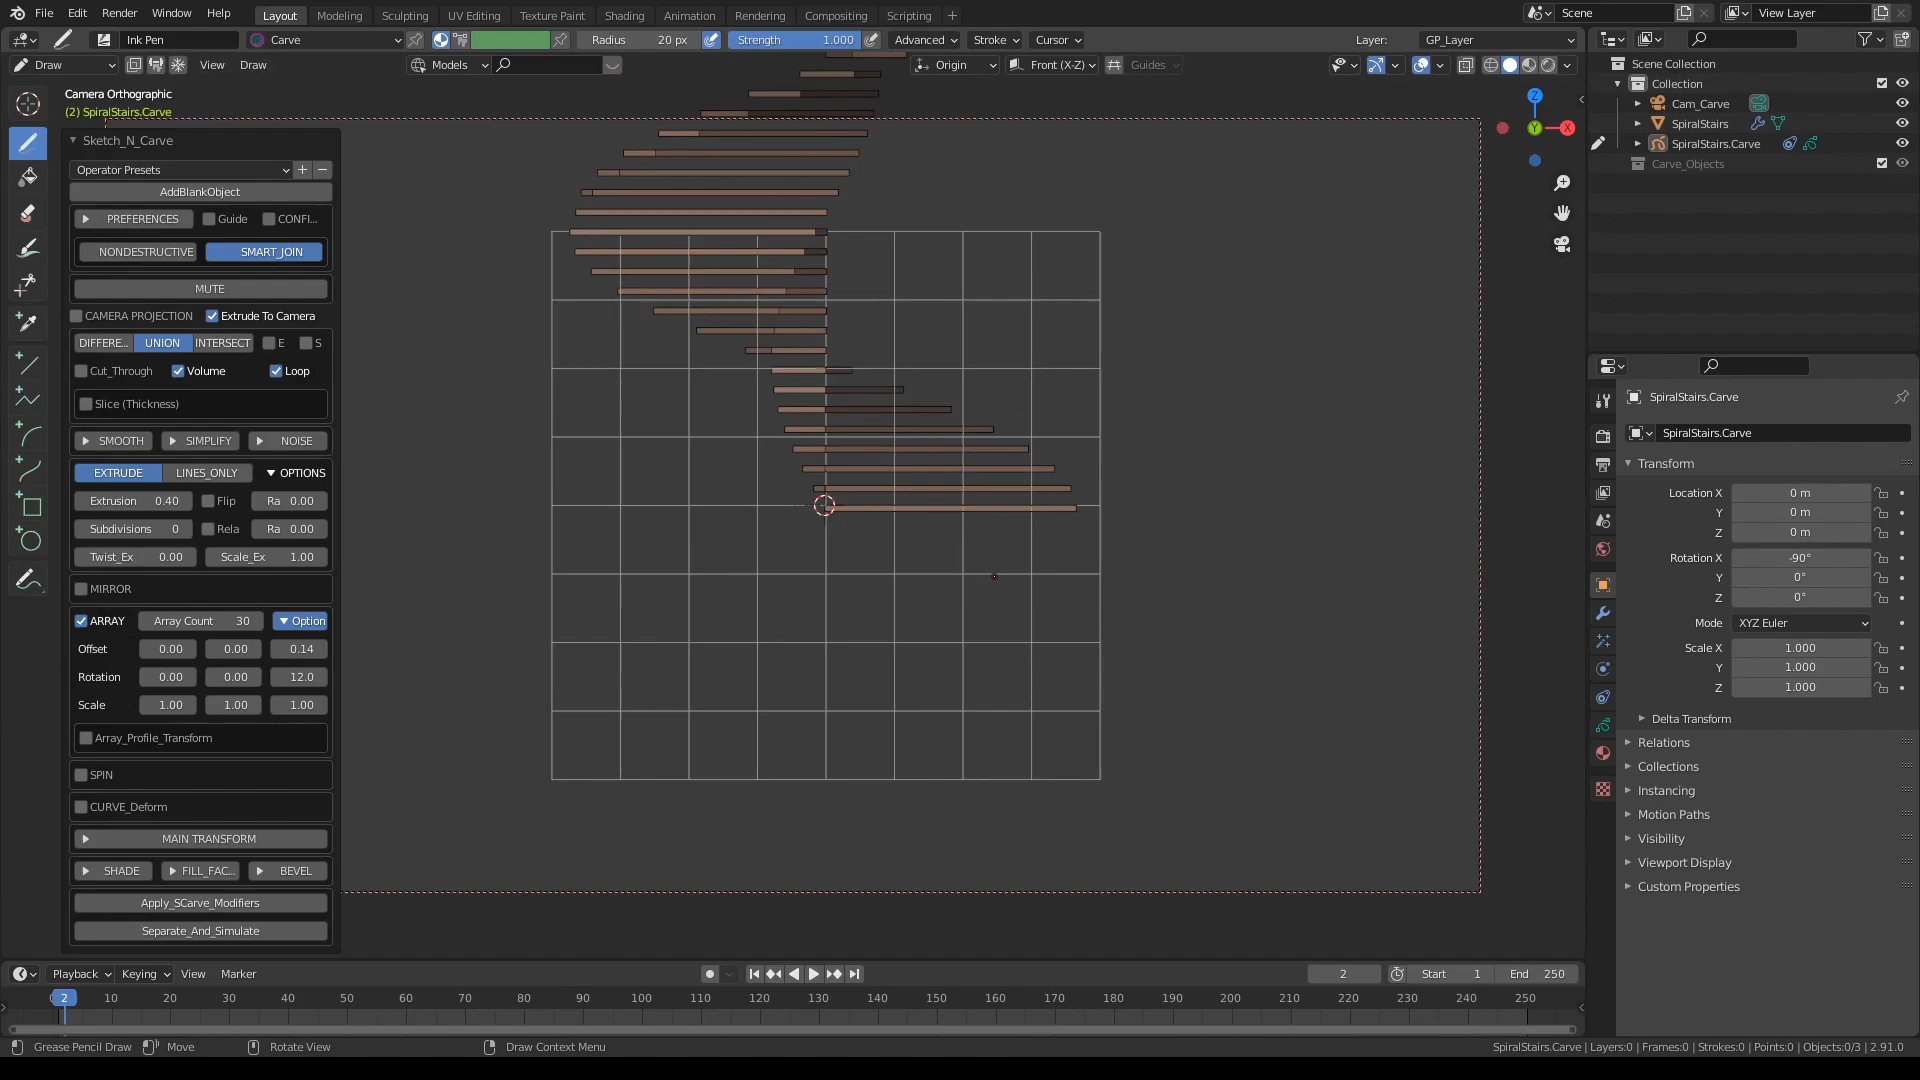 File Edit Render Window Help Layout Modeling Sculpting UV Editing Texture Paint Shading Animation Rendering Compositing Scripting + Scene View Layer
Ink Pen Carve Radius 20 px Strength 1.000 Advanced Stroke Cursor Layer: GP_Layer
Draw View Draw Models Origin Front (X-Z) Guides
Camera Orthographic
(2) SpiralStairs.Carve
Sketch_N_Carve
Operator Presets
AddBlankObject
PREFERENCES Guide CONFI...
NONDESTRUCTIVE SMART_JOIN
MUTE
CAMERA PROJECTION Extrude To Camera
DIFFERE... UNION INTERSECT E S
Cut_Through Volume Loop
Slice (Thickness)
SMOOTH SIMPLIFY NOISE
EXTRUDE LINES_ONLY OPTIONS
Extrusion 0.40 Flip Ra 0.00
Subdivisions 0 Rela Ra 0.00
Twist_Ex 0.00 Scale_Ex 1.00
MIRROR
ARRAY Array Count 30 Option
Offset 0.00 0.00 0.14
Rotation 0.00 0.00 12.0
Scale 1.00 1.00 1.00
Array_Profile_Transform
SPIN
CURVE_Deform
MAIN TRANSFORM
SHADE FILL_FAC... BEVEL
Apply_SCarve_Modifiers
Separate_And_Simulate
Z
Y X
Scene Collection
Collection
Cam_Carve
SpiralStairs
SpiralStairs.Carve
Carve_Objects
SpiralStairs.Carve
SpiralStairs.Carve
Transform
Location X 0 m
Y 0 m
Z 0 m
Rotation X -90°
Y 0°
Z 0°
Mode XYZ Euler
Scale X 1.000
Y 1.000
Z 1.000
Delta Transform
Relations
Collections
Instancing
Motion Paths
Visibility
Viewport Display
Custom Properties
Playback Keying View Marker 2 Start 1 End 250
2 10 20 30 40 50 60 70 80 90 100 110 120 130 140 150 160 170 180 190 200 210 220 230 240 250
Grease Pencil Draw Move Rotate View Draw Context Menu SpiralStairs.Carve | Layers:0 | Frames:0 | Strokes:0 | Points:0 | Objects:0/3 | 2.91.0